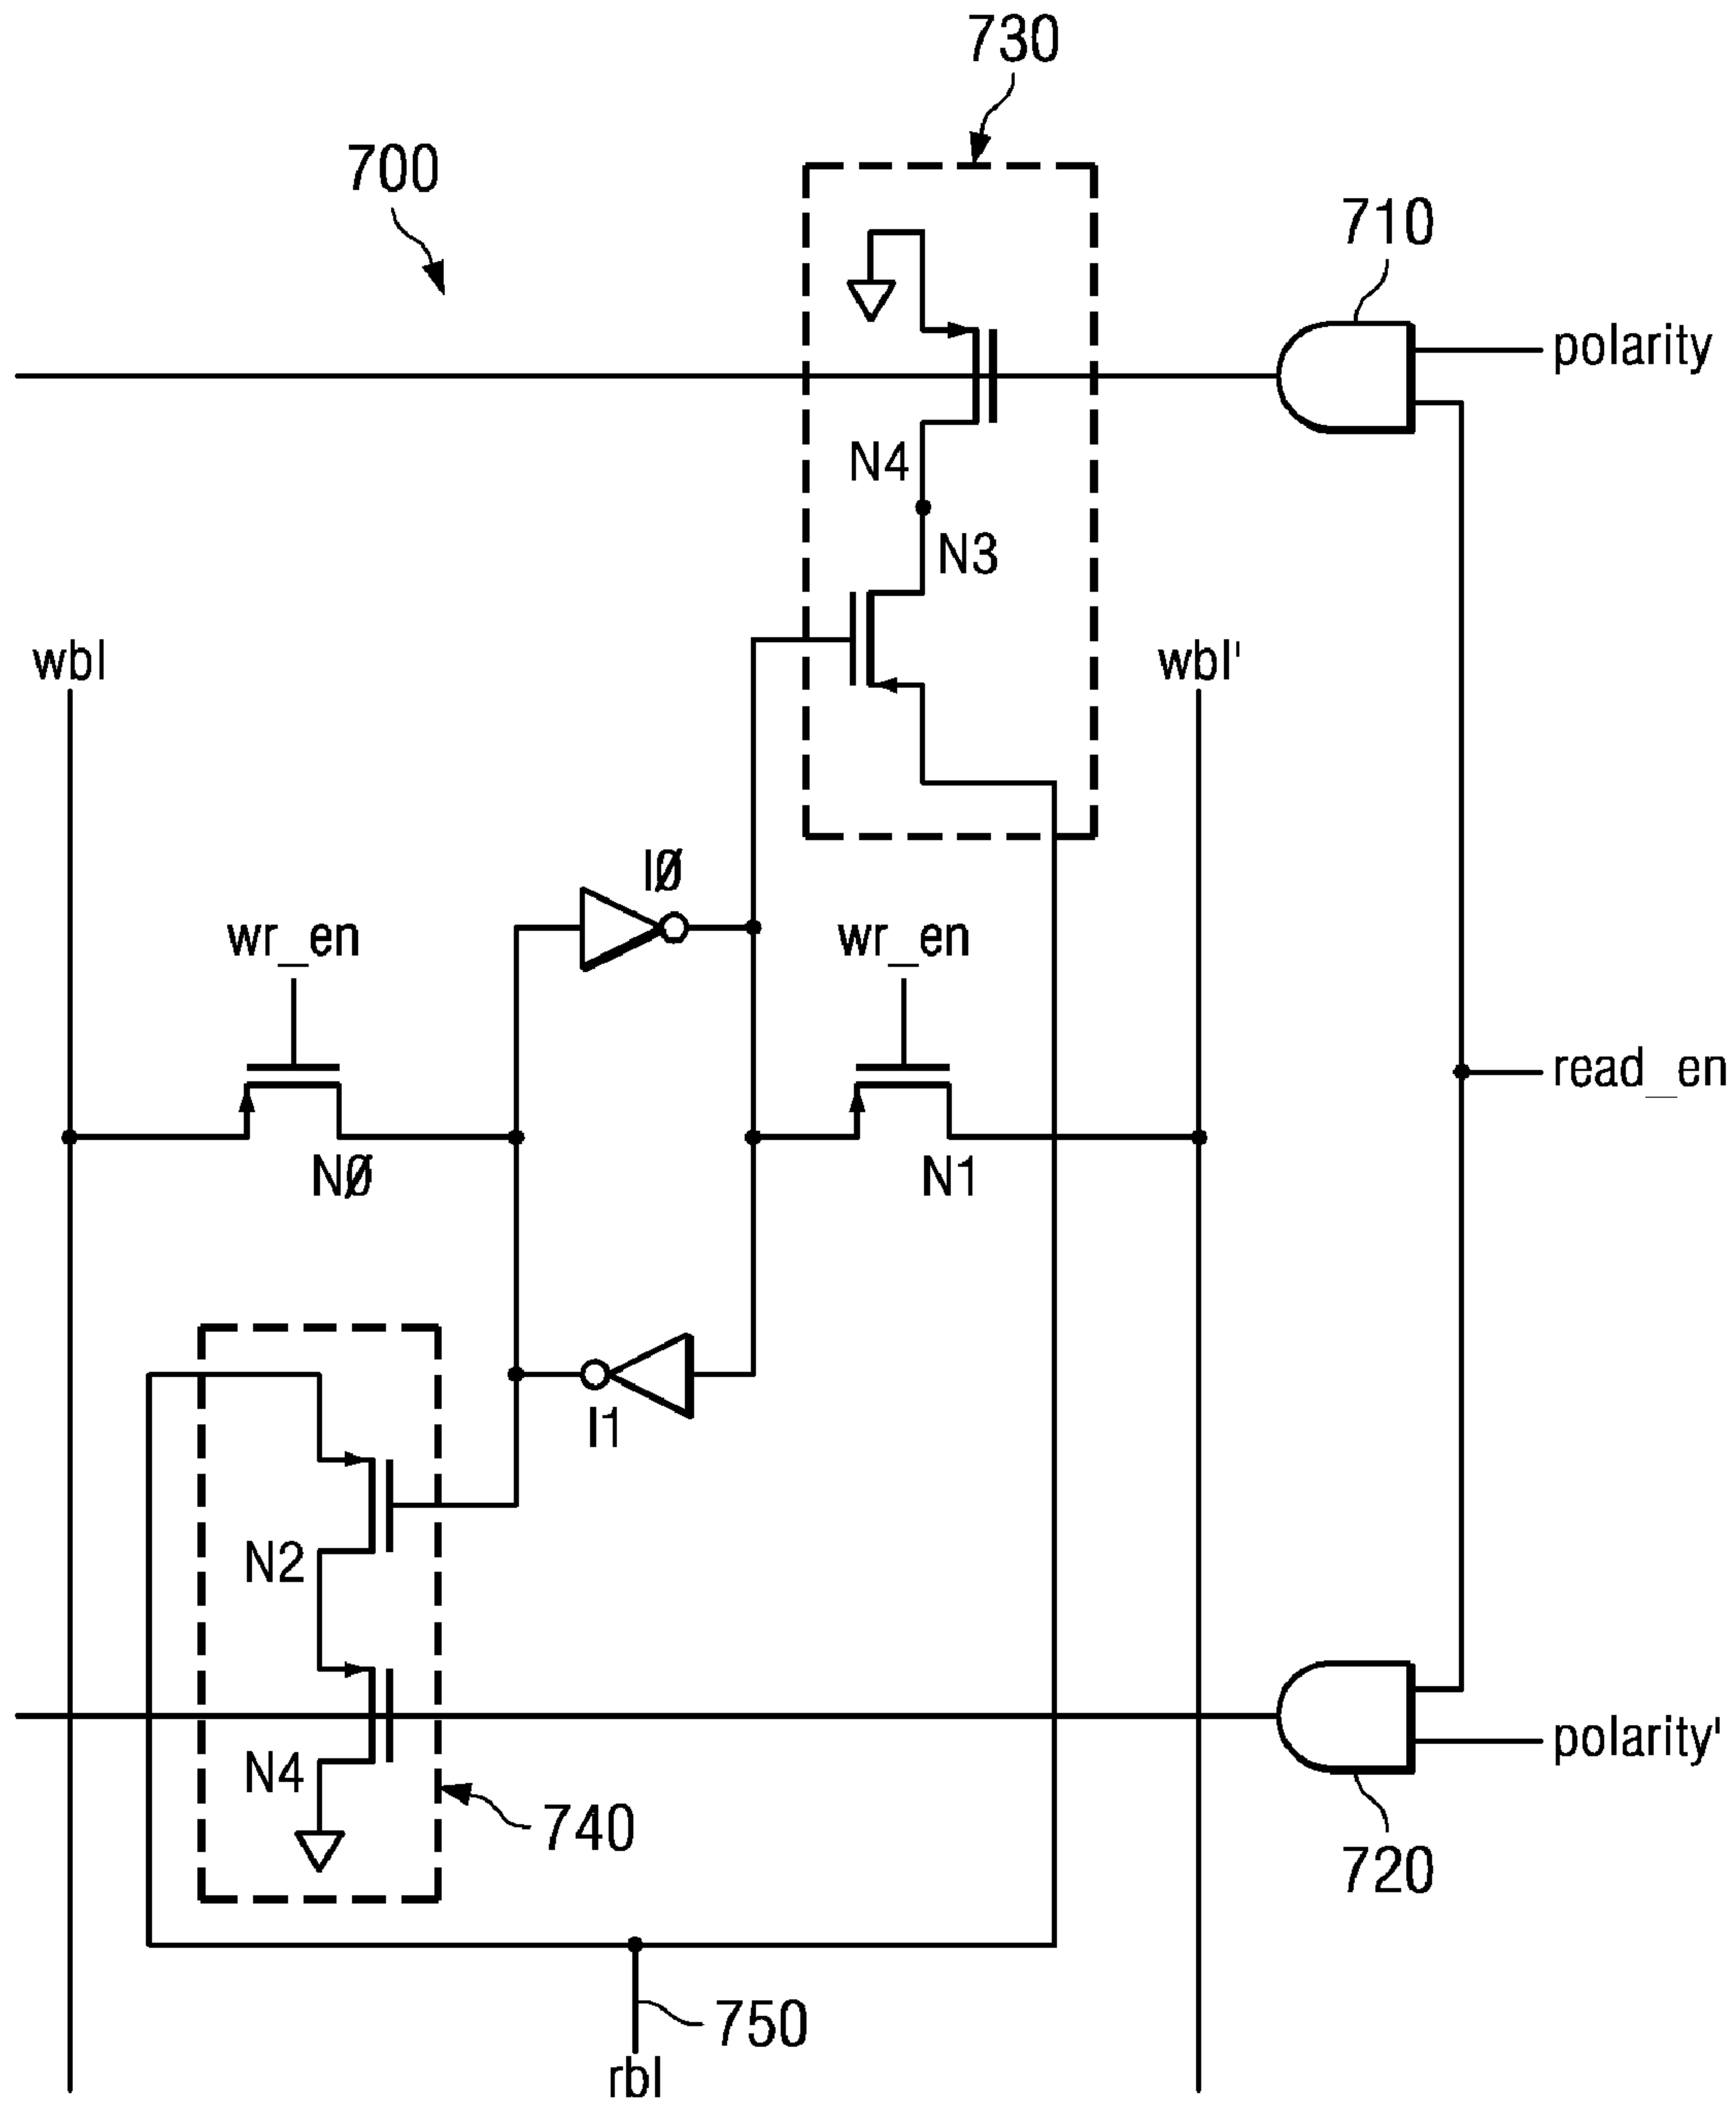 730
700
710
polarity
N4
N3
wbl
wbl'
IØ
wr_en
wr_en
read_en
NØ
N1
I1
N2
polarity'
N4
740
720
750
rbl